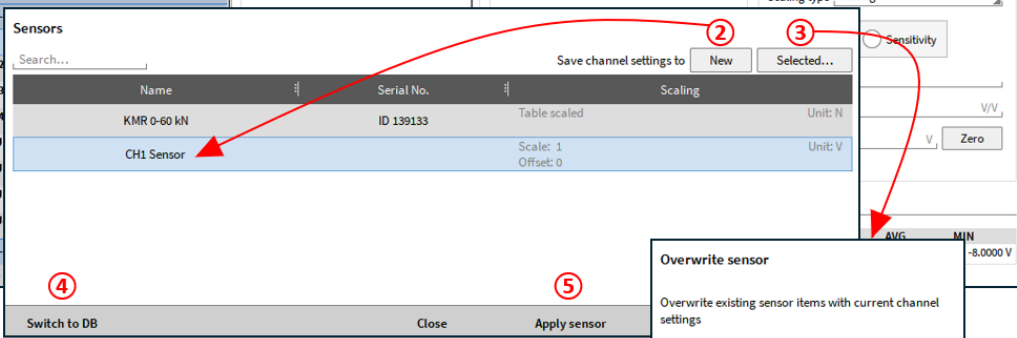 Sensors
② ③
Sensitivity
Search...
Save channel settings to New Selected...
Name Serial No. Scaling
KMR 0-60 kN ID 139133 Table scaled Unit: N
V/V
CH1 Sensor Scale: 1 Unit: V
Offset: 0
V Zero
AVG MIN
-8.0000 V
Overwrite sensor
④ ⑤
Overwrite existing sensor items with current channel
settings
Switch to DB Close Apply sensor